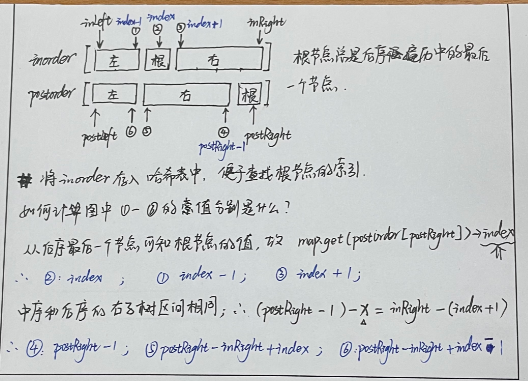 inleft index-1 index index+1 inRight
① ② ③
inorder [ 左 根 右 ]
根节点总是后序遍历中的最后
一个节点.
postorder [ 左 右 根 ]
postleft ⑥ ⑤ ④ postRight
postRight-1
# 将inorder存入哈希表中, 便于查找根节点的索引.
如何计算图中①-⑥的值分别是什么?
从后序最后一个节点可知根节点的值, 故 map.get(postorder[postRight])→index
∴ ②: index ; ① index-1 ; ③ index+1 ;
中序和后序的右子树区间相同; ∴ (postRight-1)-x = inRight-(index+1)
∴ ④: postRight-1 ; ⑤ postRight-inRight+index ; ⑥: postRight-inRight+index-1